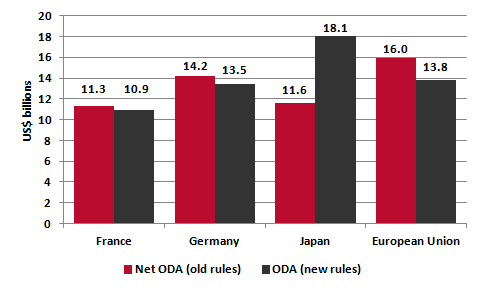 20
18
16
14
12
10
8
6
4
2
0
US$ billions
11.3 10.9 14.2 13.5 11.6 18.1 16.0 13.8
France Germany Japan European Union
Net ODA (old rules) ODA (new rules)